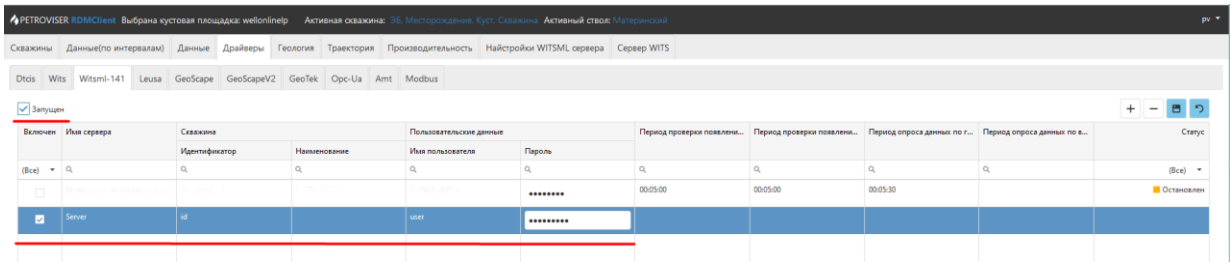 PETROVISER RDMClient Выбрана кустовая площадка: wellonlinelp Активная скважина: ЭБ. Месторождение. Куст. Скважина Активный ствол: Материнский pv
Скважины Данные(по интервалам) Данные Драйверы Геология Траектория Производительность Найстройки WITSML сервера Сервер WITS
Dtcis Wits Witsml-141 Leusa GeoScape GeoScapeV2 GeoTek Opc-Ua Amt Modbus
Запущен
Включен Имя сервера Скважина Пользовательские данные Период проверки появлени... Период проверки появлени... Период опроса данных по г... Период опроса данных по в... Статус
Идентификатор Наименование Имя пользователя Пароль
(Все) (Все)
•••••••• 00:05:00 00:05:00 00:05:30 Остановлен
Server id user •••••••••